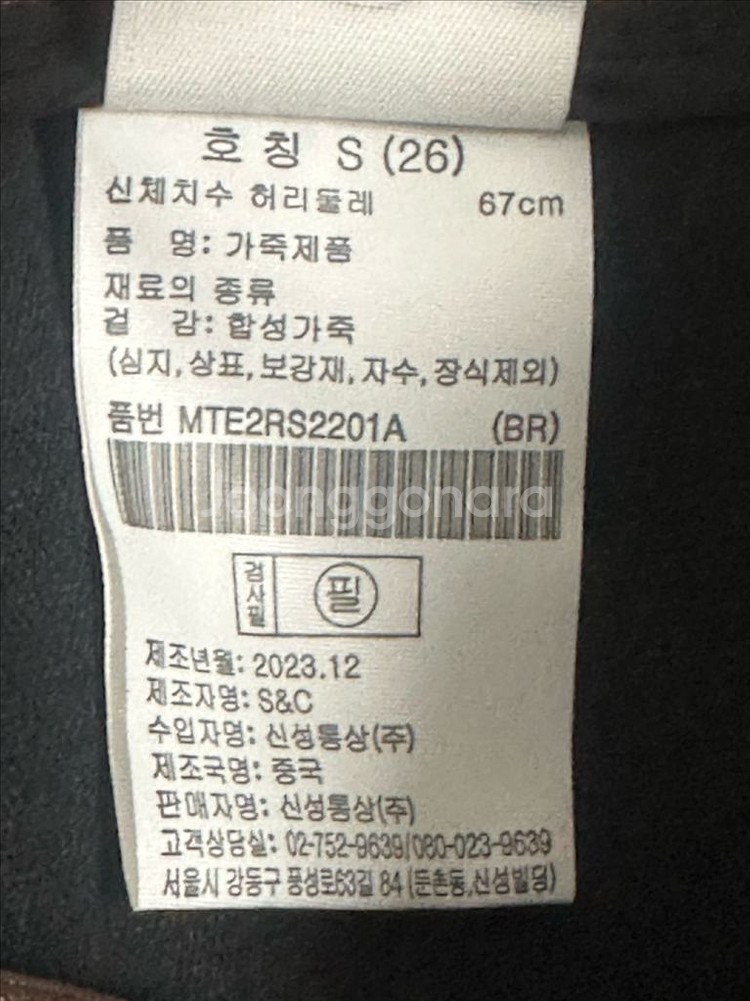 호칭 S (26)
신체치수 허리둘레 67cm
품 명: 가죽제품
재료의 종류
겉 감: 합성가죽
(심지, 상표, 보강재, 자수, 장식제외)
품번 MTE2RS2201A (BR)
Joonggonara
검사필 필
제조년월: 2023.12
제조자명: S&C
수입자명: 신성통상(주)
제조국명: 중국
판매자명: 신성통상(주)
고객상담실: 02-752-9639/080-023-9639
서울시 강동구 풍성로63길 84 (둔촌동,신성빌딩)